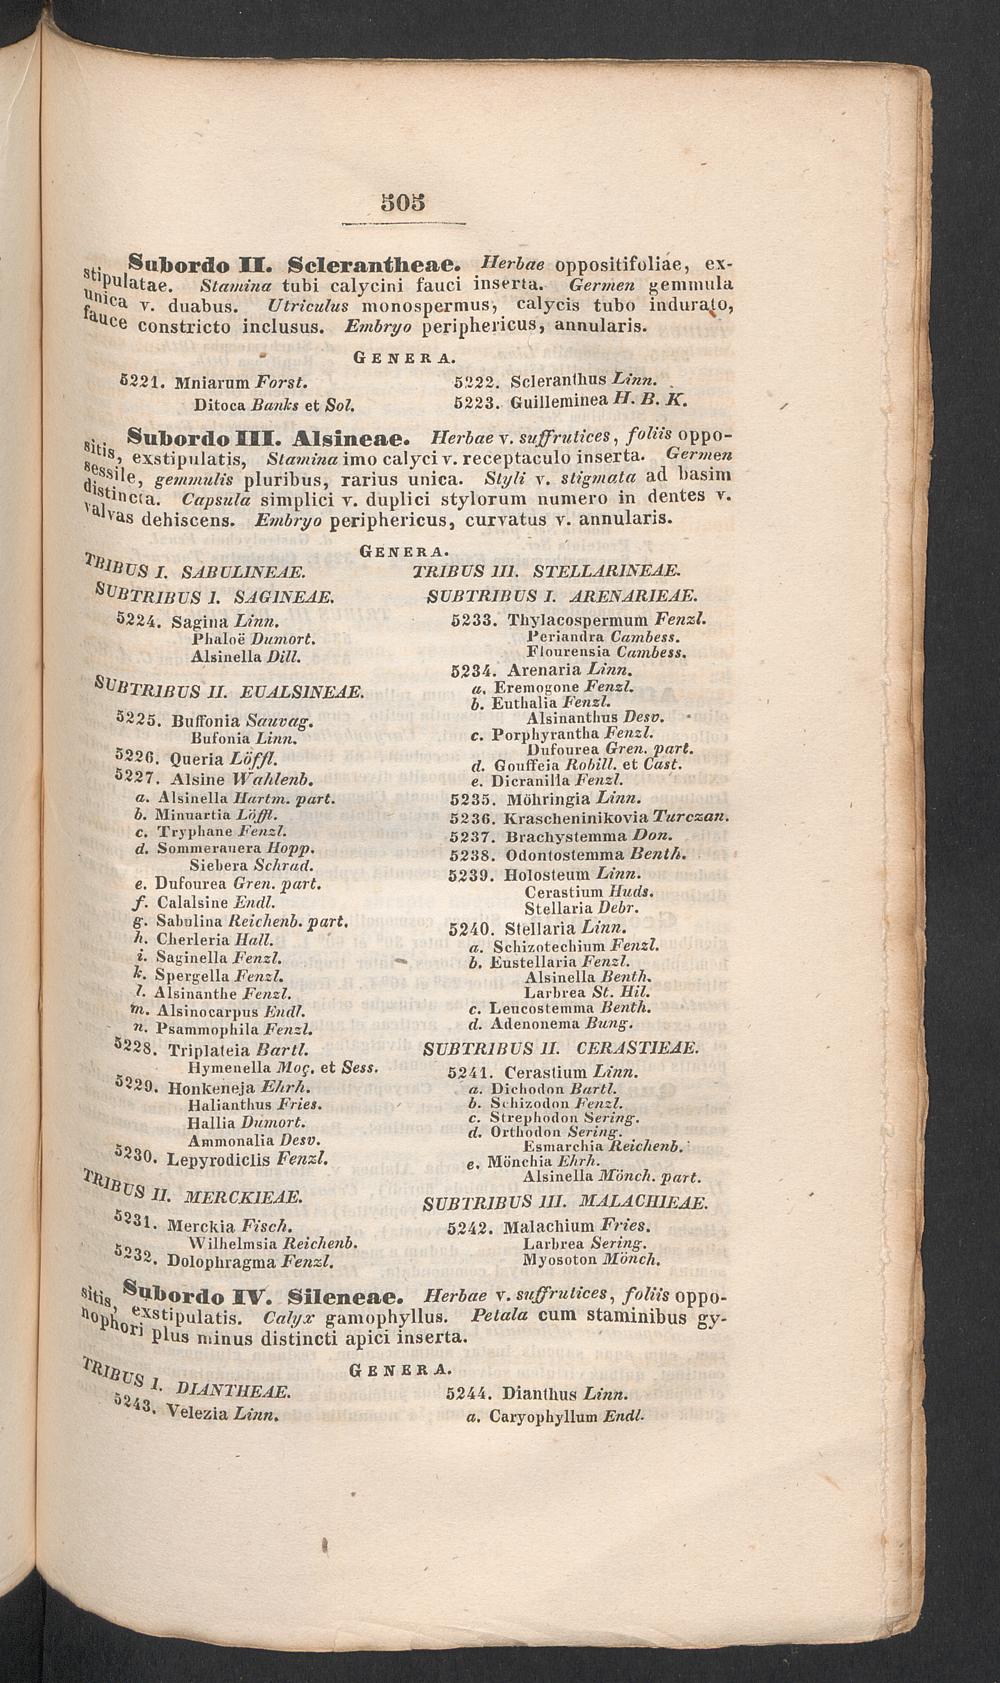 505
Subordo II. Sclerantheae. Herbae oppositifoliae, ex-
stipulatae. Stamina tubi calycini fauci inserta. Germen gemmula
unica v. duabus. Utriculus monospermus, calycis tubo indurato,
fauce constricto inclusus. Embryo periphericus, annularis.
GENERA.
5221. Mniarum Forst.
Ditoca Banks et Sol.
5222. Scleranthus Linn.
5223. Guilleminea H. B. K.
Subordo III. Alsineae. Herbae v. suffrutices, foliis oppo-
sitis, exstipulatis, Stamina imo calyci v. receptaculo inserta. Germen
sessile, gemmulis pluribus, rarius unica. Styli v. stigmata ad basim
distincta. Capsula simplici v. duplici stylorum numero in dentes v.
valvas dehiscens. Embryo periphericus, curvatus v. annularis.
GENERA.
TRIBUS I. SABULINEAE.
SUBTRIBUS I. SAGINEAE.
5224. Sagina Linn.
Phaloë Dumort.
Alsinella Dill.
SUBTRIBUS II. EUALSINEAE.
5225. Buffonia Sauvag.
Bufonia Linn.
5226. Queria Löffl.
5227. Alsine Wahlenb.
a. Alsinella Hartm. part.
b. Minuartia Löffl.
c. Tryphane Fenzl.
d. Sommerauera Hopp.
Siebera Schrad.
e. Dufourea Gren. part.
f. Calalsine Endl.
g. Sabulina Reichenb. part.
h. Cherleria Hall.
i. Saginella Fenzl.
k. Spergella Fenzl.
l. Alsinanthe Fenzl.
m. Alsinocarpus Endl.
n. Psammophila Fenzl.
5228. Triplateia Bartl.
Hymenella Moç. et Sess.
5229. Honkeneja Ehrh.
Halianthus Fries.
Hallia Dumort.
Ammonalia Desv.
5230. Lepyrodiclis Fenzl.
TRIBUS II. MERCKIEAE.
5231. Merckia Fisch.
Wilhelmsia Reichenb.
5232. Dolophragma Fenzl.
TRIBUS III. STELLARINEAE.
SUBTRIBUS I. ARENARIEAE.
5233. Thylacospermum Fenzl.
Periandra Cambess.
Flourensia Cambess.
5234. Arenaria Linn.
a. Eremogone Fenzl.
b. Euthalia Fenzl.
Alsinanthus Desv.
c. Porphyrantha Fenzl.
Dufourea Gren. part.
d. Gouffeia Robill. et Cast.
e. Dicranilla Fenzl.
5235. Möhringia Linn.
5236. Krascheninikovia Turczan.
5237. Brachystemma Don.
5238. Odontostemma Benth.
5239. Holosteum Linn.
Cerastium Huds.
Stellaria Debr.
5240. Stellaria Linn.
a. Schizotechium Fenzl.
b. Eustellaria Fenzl.
Alsinella Benth.
Larbrea St. Hil.
c. Leucostemma Benth.
d. Adenonema Bung.
SUBTRIBUS II. CERASTIEAE.
5241. Cerastium Linn.
a. Dichodon Bartl.
b. Schizodon Fenzl.
c. Strephodon Sering.
d. Orthodon Sering.
Esmarchia Reichenb.
e. Mönchia Ehrh.
Alsinella Mönch. part.
SUBTRIBUS III. MALACHIEAE.
5242. Malachium Fries.
Larbrea Sering.
Myosoton Mönch.
Subordo IV. Sileneae. Herbae v. suffrutices, foliis oppo-
sitis, exstipulatis. Calyx gamophyllus. Petala cum staminibus gy-
nophori plus minus distincti apici inserta.
GENERA.
TRIBUS I. DIANTHEAE.
5243. Velezia Linn.
5244. Dianthus Linn.
a. Caryophyllum Endl.